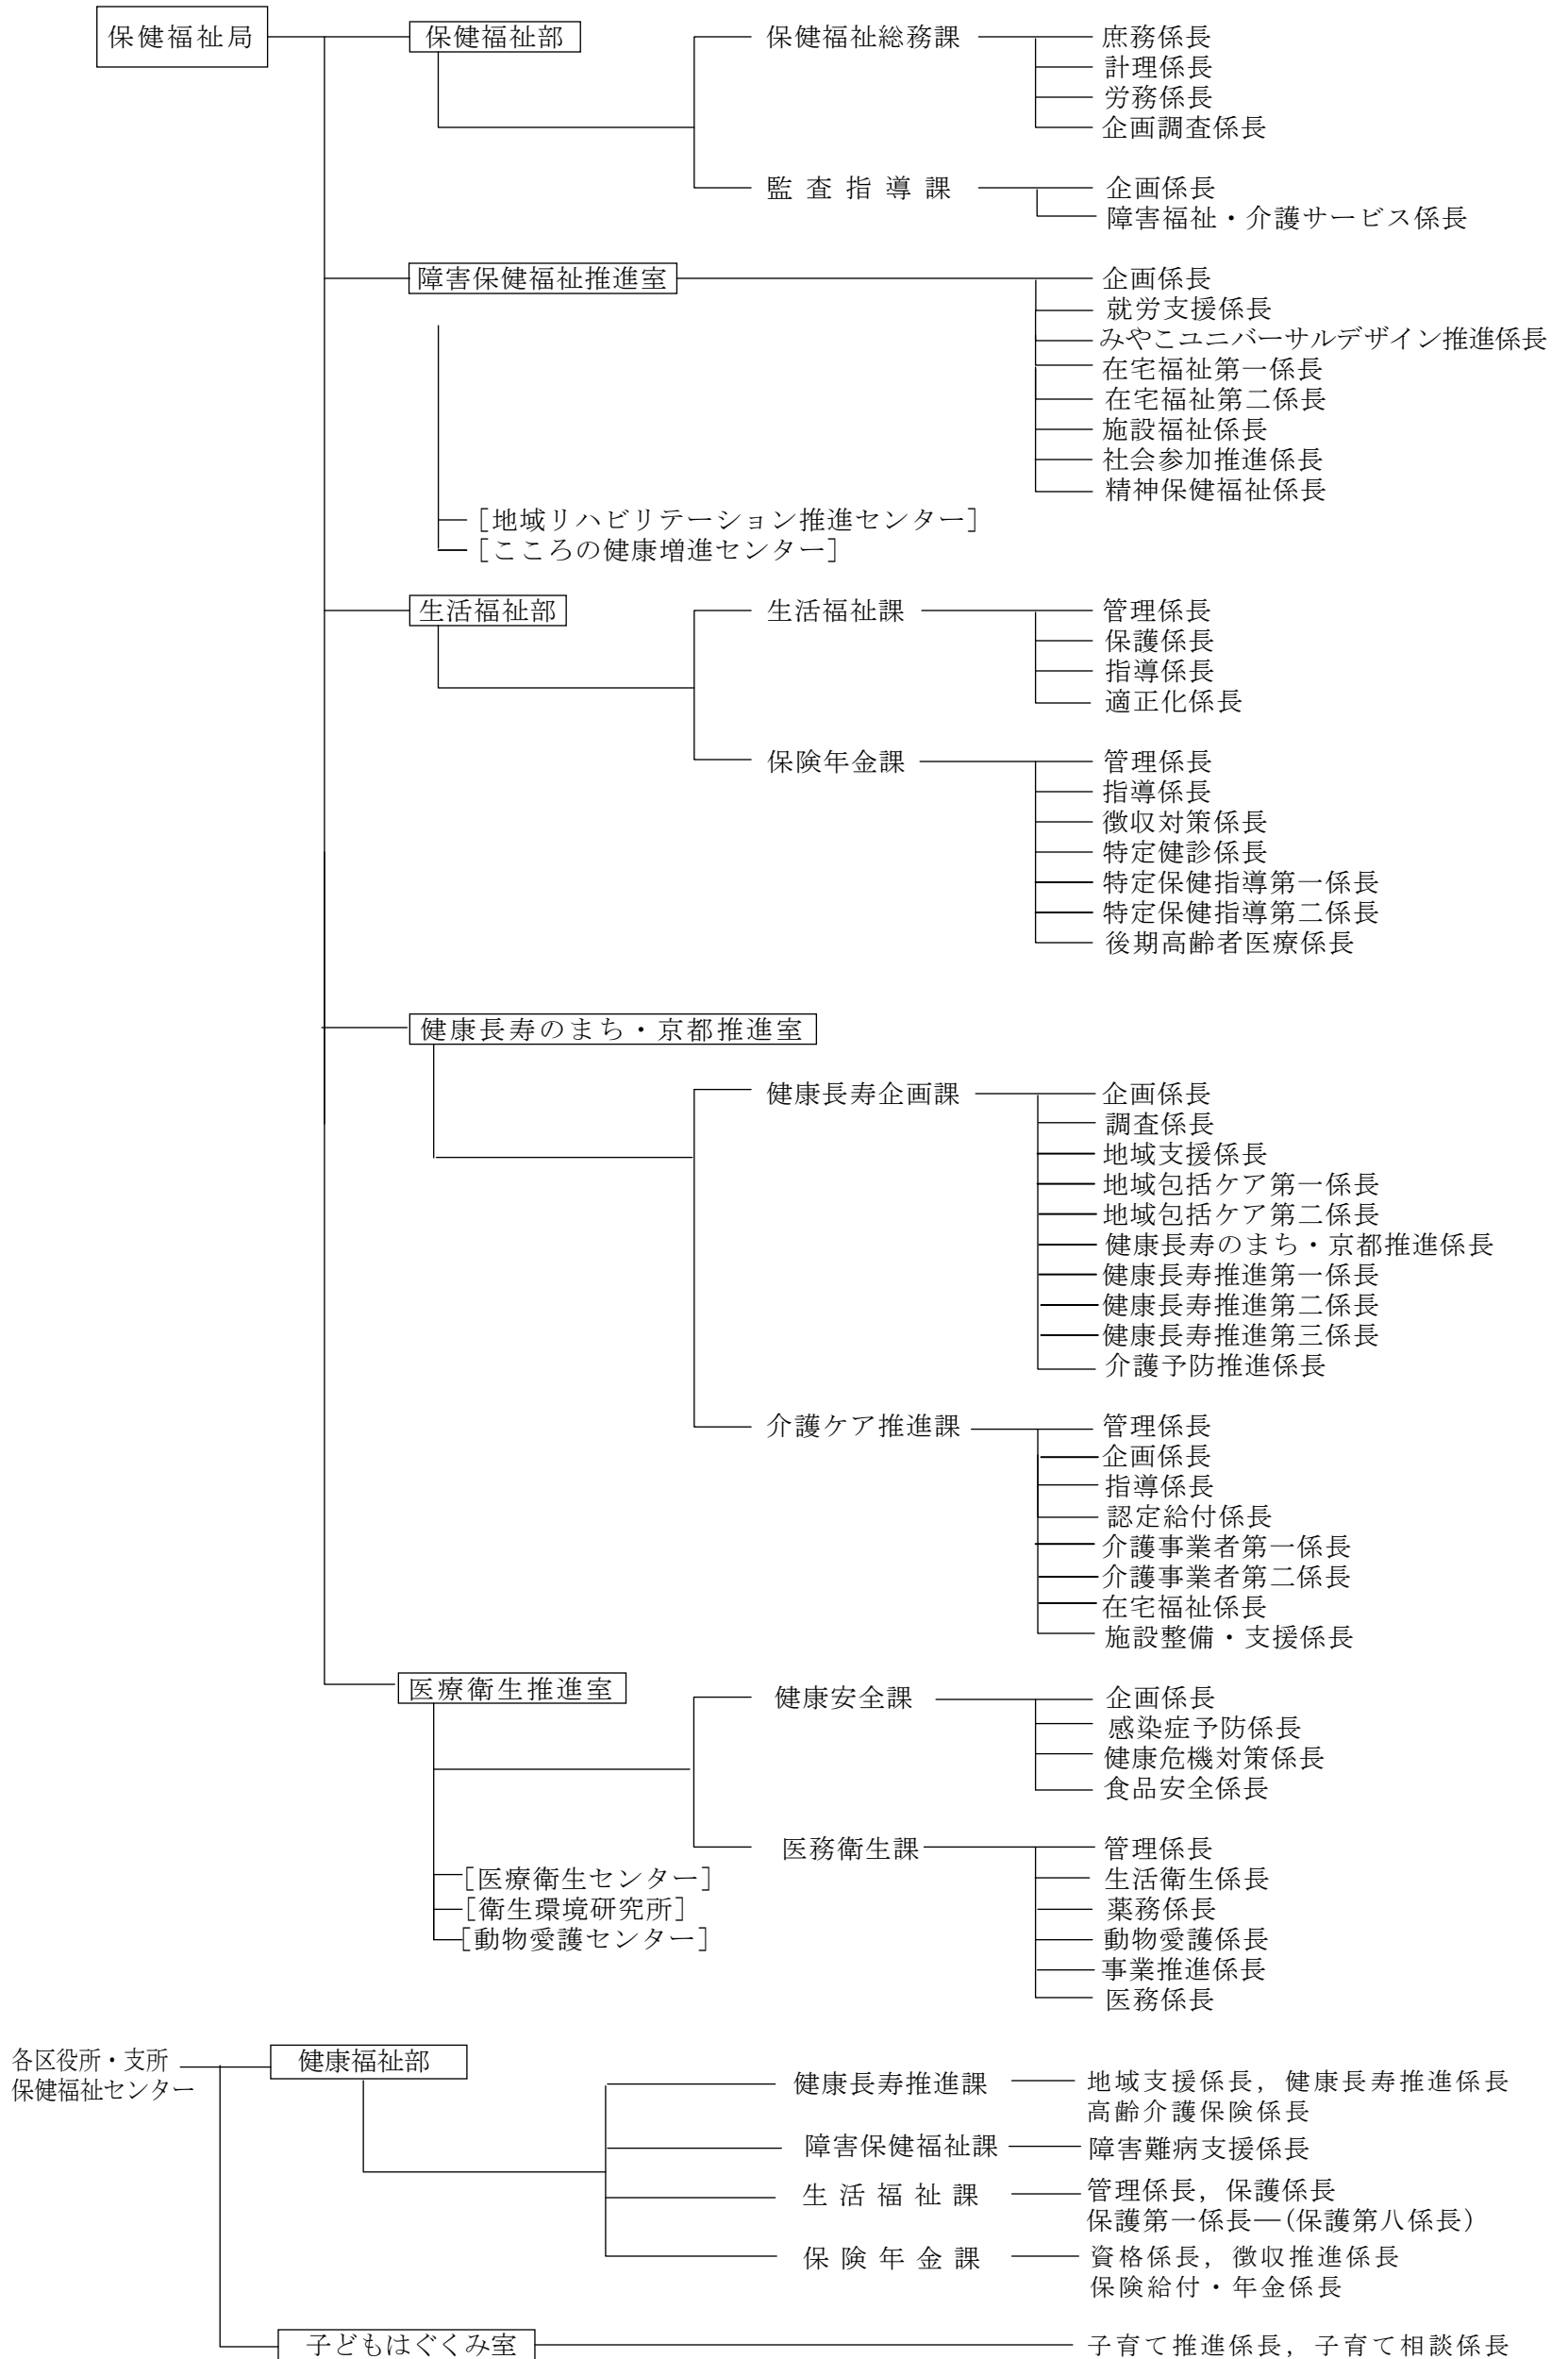 保健福祉局
保健福祉部
保健福祉総務課
庶務係長
計理係長
労務係長
企画調査係長
監査指導課
企画係長
障害福祉・介護サービス係長
障害保健福祉推進室
企画係長
就労支援係長
みやこユニバーサルデザイン推進係長
在宅福祉第一係長
在宅福祉第二係長
施設福祉係長
社会参加推進係長
精神保健福祉係長
[地域リハビリテーション推進センター]
[こころの健康増進センター]
生活福祉部
生活福祉課
管理係長
保護係長
指導係長
適正化係長
保険年金課
管理係長
指導係長
徴収対策係長
特定健診係長
特定保健指導第一係長
特定保健指導第二係長
後期高齢者医療係長
健康長寿のまち・京都推進室
健康長寿企画課
企画係長
調査係長
地域支援係長
地域包括ケア第一係長
地域包括ケア第二係長
健康長寿のまち・京都推進係長
健康長寿推進第一係長
健康長寿推進第二係長
健康長寿推進第三係長
介護予防推進係長
介護ケア推進課
管理係長
企画係長
指導係長
認定給付係長
介護事業者第一係長
介護事業者第二係長
在宅福祉係長
施設整備・支援係長
医療衛生推進室
健康安全課
企画係長
感染症予防係長
健康危機対策係長
食品安全係長
医務衛生課
管理係長
生活衛生係長
薬務係長
動物愛護係長
事業推進係長
医務係長
[医療衛生センター]
[衛生環境研究所]
[動物愛護センター]
各区役所・支所
保健福祉センター
健康福祉部
健康長寿推進課
地域支援係長，健康長寿推進係長
高齢介護保険係長
障害保健福祉課
障害難病支援係長
生活福祉課
管理係長，保護係長
保護第一係長―(保護第八係長)
保険年金課
資格係長，徴収推進係長
保険給付・年金係長
子どもはぐくみ室
子育て推進係長，子育て相談係長